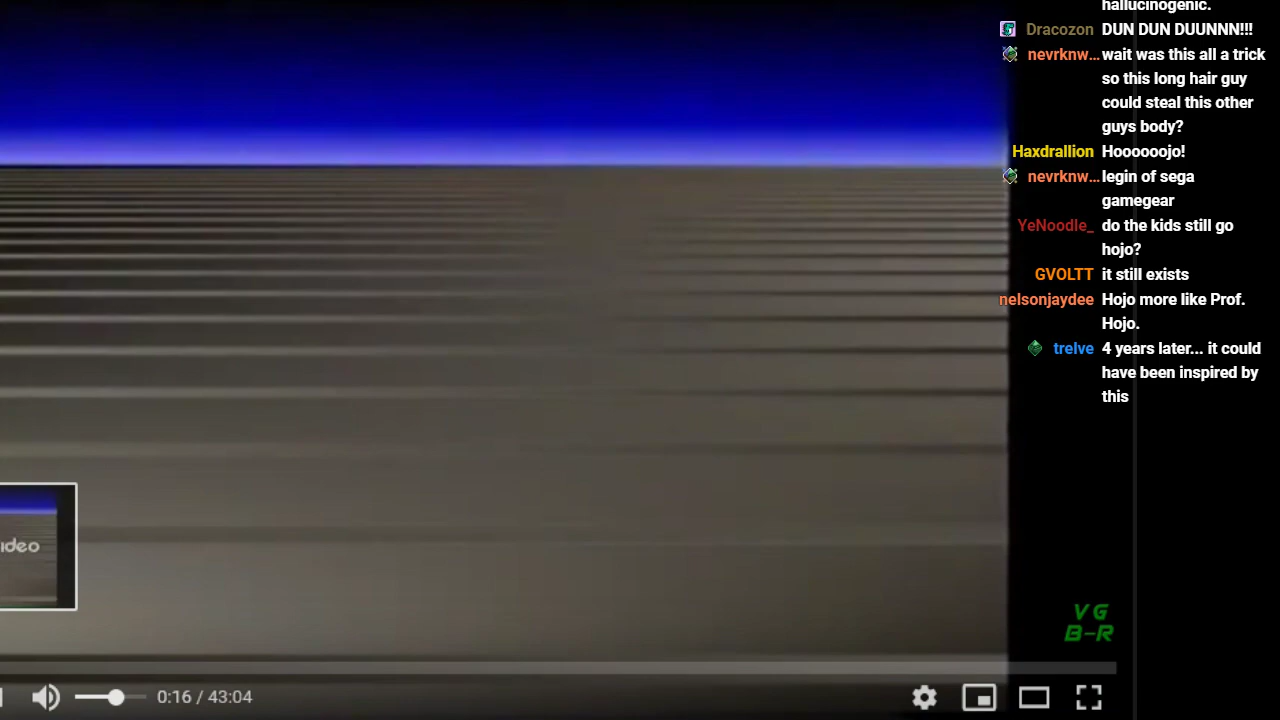 hallucinogenic.
Dracozon DUN DUN DUUNNN!!!
nevrknw... wait was this all a trick
so this long hair guy
could steal this other
guys body?
Haxdrallion Hoooooojo!
nevrknw... legin of sega
gamegear
YeNoodle_ do the kids still go
hojo?
GVOLTT it still exists
nelsonjaydee Hojo more like Prof.
Hojo.
trelve 4 years later... it could
have been inspired by
this
ideo
VG
B-R
0:16 / 43:04